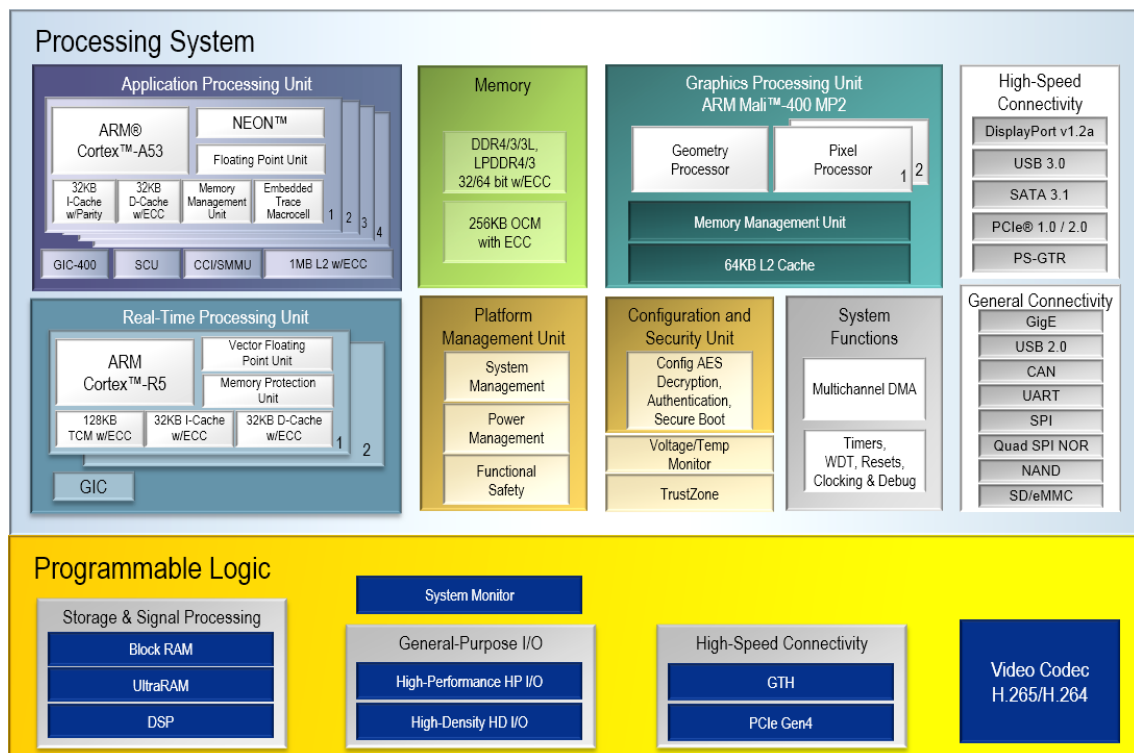 Processing System
Application Processing Unit
ARM®
Cortex™-A53
NEON™
Floating Point Unit
32KB
I-Cache
w/Parity
32KB
D-Cache
w/ECC
Memory
Management
Unit
Embedded
Trace
Macrocell
1
2
3
4
GIC-400
SCU
CCI/SMMU
1MB L2 w/ECC
Memory
DDR4/3/3L,
LPDDR4/3
32/64 bit w/ECC
256KB OCM
with ECC
Graphics Processing Unit
ARM Mali™-400 MP2
Geometry
Processor
Pixel
Processor
1
2
Memory Management Unit
64KB L2 Cache
High-Speed
Connectivity
DisplayPort v1.2a
USB 3.0
SATA 3.1
PCIe® 1.0 / 2.0
PS-GTR
Real-Time Processing Unit
ARM
Cortex™-R5
Vector Floating
Point Unit
Memory Protection
Unit
128KB
TCM w/ECC
32KB I-Cache
w/ECC
32KB D-Cache
w/ECC
1
2
GIC
Platform
Management Unit
System
Management
Power
Management
Functional
Safety
Configuration and
Security Unit
Config AES
Decryption,
Authentication,
Secure Boot
Voltage/Temp
Monitor
TrustZone
System
Functions
Multichannel DMA
Timers,
WDT, Resets,
Clocking & Debug
General Connectivity
GigE
USB 2.0
CAN
UART
SPI
Quad SPI NOR
NAND
SD/eMMC
Programmable Logic
Storage & Signal Processing
Block RAM
UltraRAM
DSP
System Monitor
General-Purpose I/O
High-Performance HP I/O
High-Density HD I/O
High-Speed Connectivity
GTH
PCIe Gen4
Video Codec
H.265/H.264